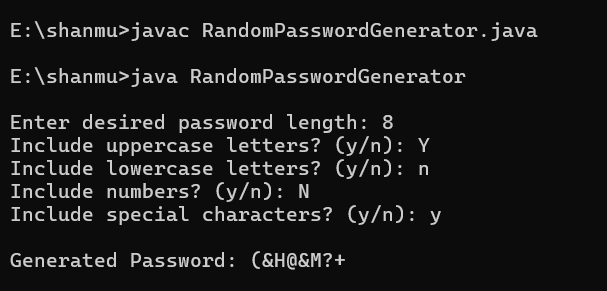 E:\shanmu>javac RandomPasswordGenerator.java
E:\shanmu>java RandomPasswordGenerator
Enter desired password length: 8
Include uppercase letters? (y/n): Y
Include lowercase letters? (y/n): n
Include numbers? (y/n): N
Include special characters? (y/n): y
Generated Password: (&H@&M?+